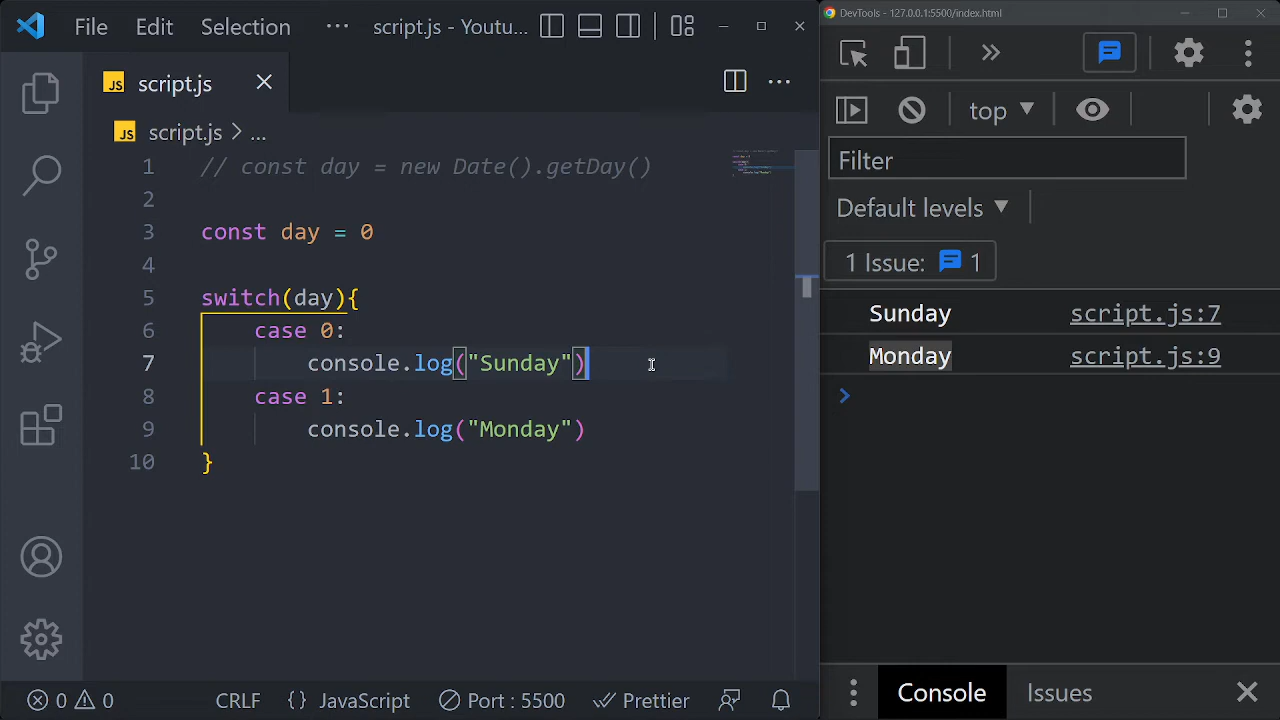 File Edit Selection ··· script.js - Youtu...
DevTools - 127.0.0.1:5500/index.html
JS script.js
JS script.js > ...
1 // const day = new Date().getDay()
2
3 const day = 0
4
5 switch(day){
6 case 0:
7 console.log("Sunday")
8 case 1:
9 console.log("Monday")
10 }
0 0 CRLF {} JavaScript Port : 5500 Prettier
top
Filter
Default levels
1 Issue: 1
Sunday script.js:7
Monday script.js:9
Console Issues